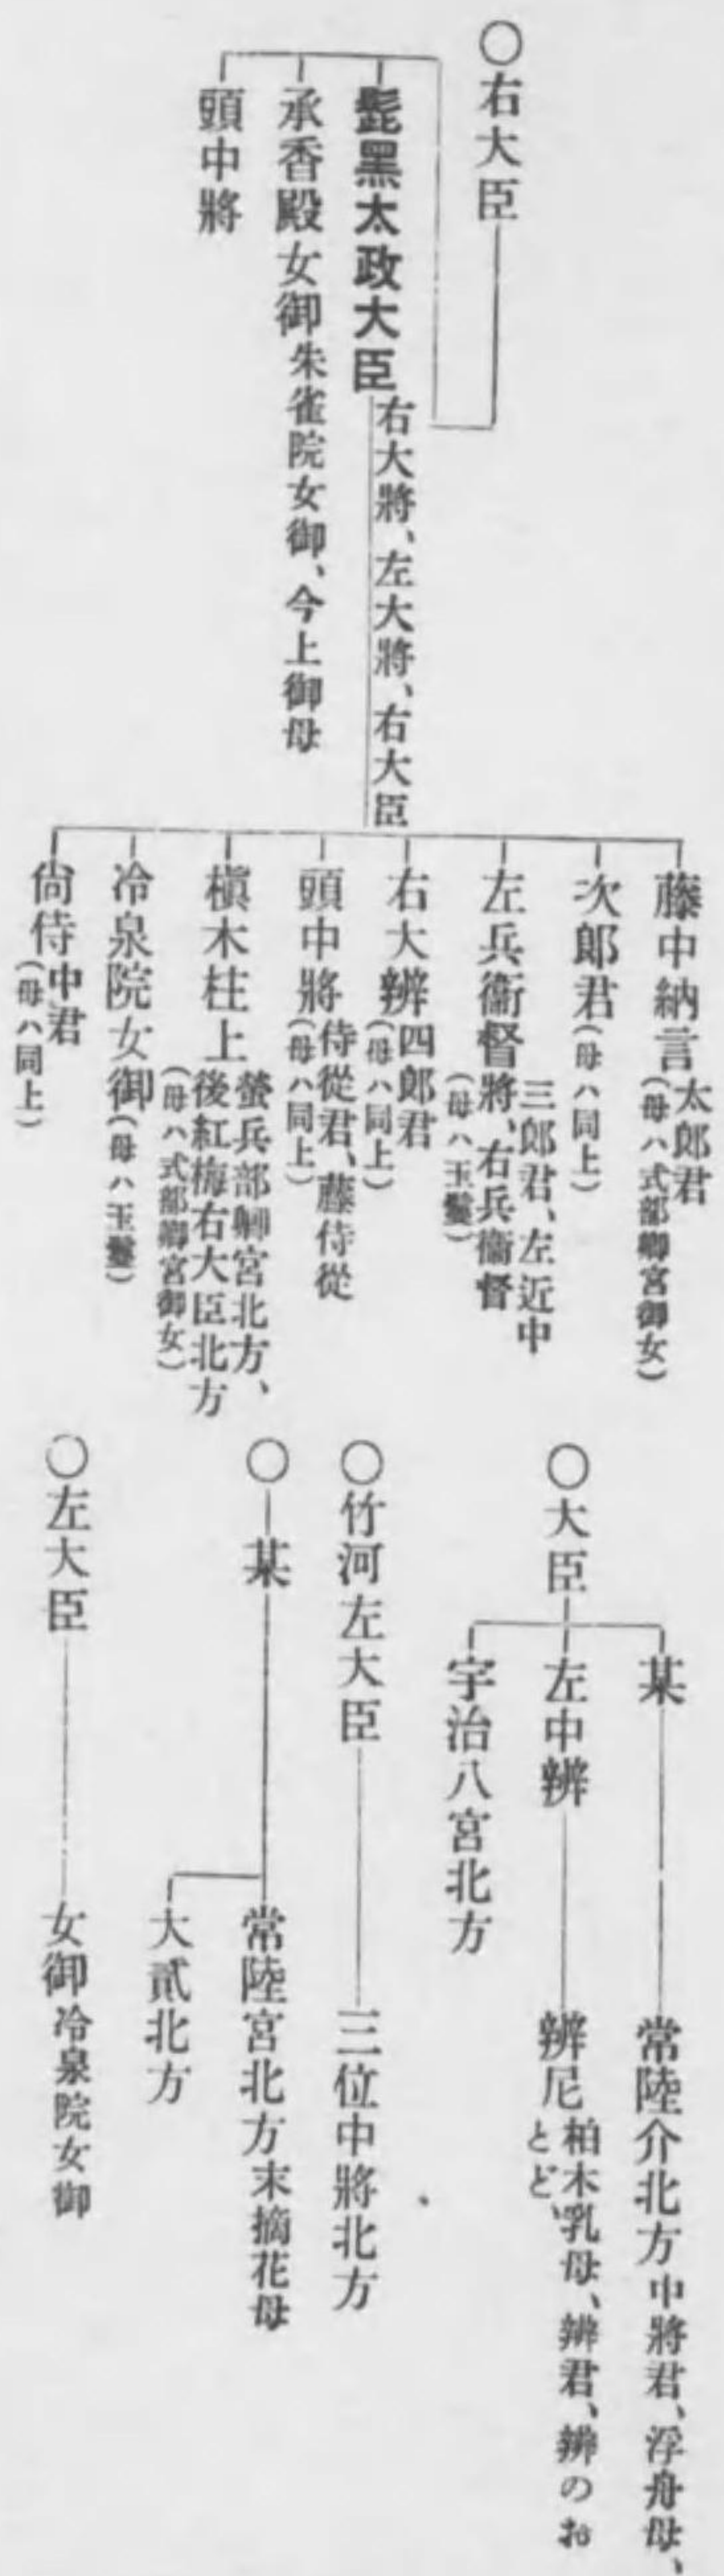 〇右大臣
髭黑太政大臣 右大將、左大將、右大臣
承香殿女御 朱雀院女御、今上御母
頭中將
藤中納言 太郎君
(母ハ式部卿宮御女)
次郎君(母ハ同上)
左兵衞督 三郎君、左近中
將、右兵衞督
(母ハ玉鬘)
右大辨 四郎君
(母ハ同上)
頭中將 侍從君、藤侍從
(母ハ同上)
槇木柱上 螢兵部卿宮北方、
後紅梅右大臣北方
(母ハ式部卿宮御女)
冷泉院女御(母ハ玉鬘)
尙侍 中君
(母ハ同上)
〇大臣
某
常陸介北方 中將君、浮舟母、
左中辨
辨尼 柏木乳母、辨君、辨のお
とど、
宇治八宮北方
〇竹河左大臣
三位中將北方
〇某
常陸宮北方 末摘花母
大貳北方
〇左大臣
女御 冷泉院女御